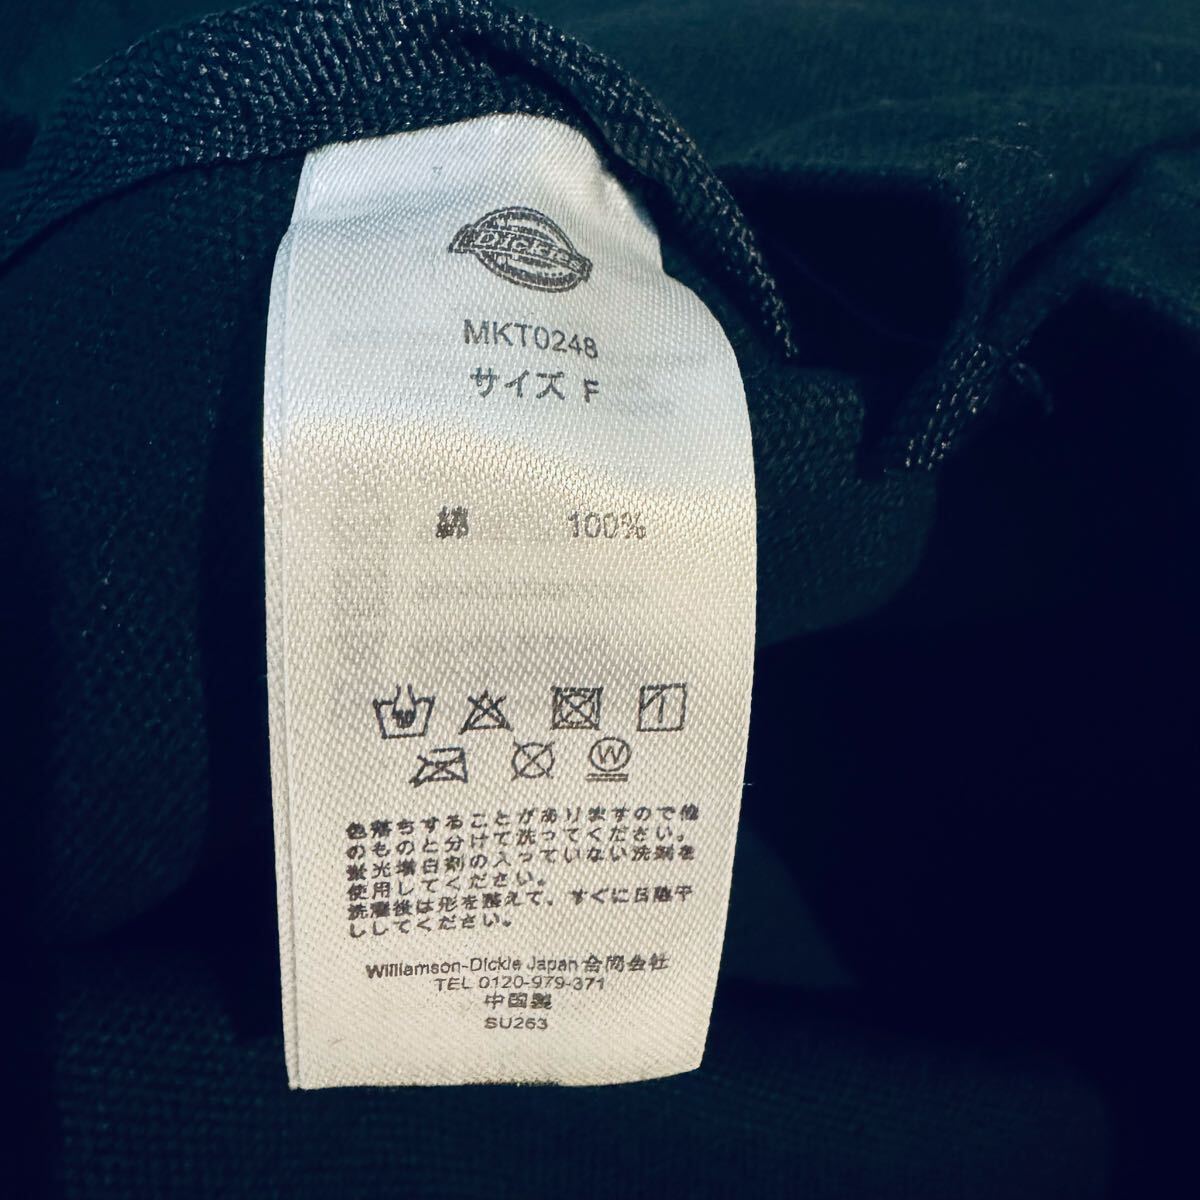 Dickies
MKT0248
サイズ F
綿 100%
W
色落ちすることがありますので他
のものと分けて洗ってください。
蛍光増白剤の入っていない洗剤を
使用してください。
洗濯後は形を整えて、すぐに日陰干
ししてください。
Williamson-Dickie Japan合同会社
TEL 0120-979-371
中国製
SU263